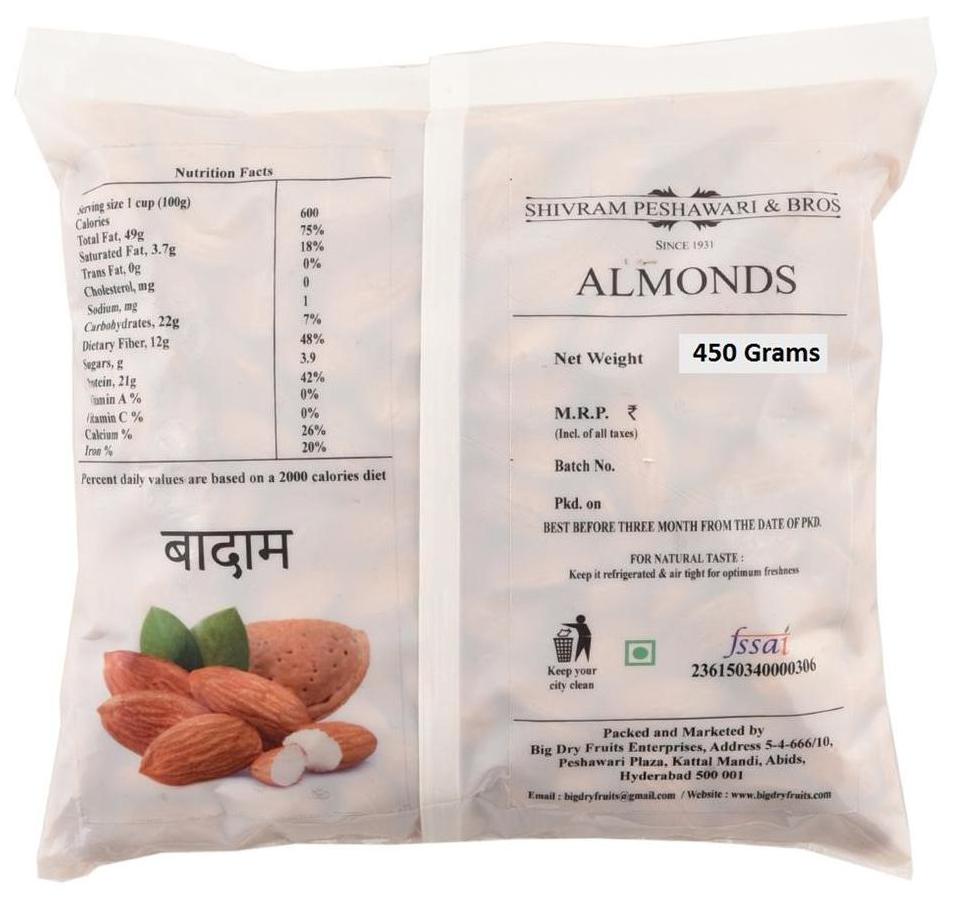 Nutrition Facts
Serving size 1 cup (100g)
Calories 600
Total Fat, 49g 75%
Saturated Fat, 3.7g 18%
Trans Fat, 0g 0%
Cholesterol, mg 0
Sodium, mg 1
Carbohydrates, 22g 7%
Dietary Fiber, 12g 48%
Sugars, g 3.9
Protein, 21g 42%
Vitamin A % 0%
Vitamin C % 0%
Calcium % 26%
Iron % 20%
Percent daily values are based on a 2000 calories diet
बादाम
SHIVRAM PESHAWARI & BROS
SINCE 1931
ALMONDS
Net Weight 450 Grams
M.R.P. ₹
(Incl. of all taxes)
Batch No.
Pkd. on
BEST BEFORE THREE MONTH FROM THE DATE OF PKD.
FOR NATURAL TASTE :
Keep it refrigerated & air tight for optimum freshness
Keep your
city clean
fssai
236150340000306
Packed and Marketed by
Big Dry Fruits Enterprises, Address 5-4-666/10,
Peshawari Plaza, Kattal Mandi, Abids,
Hyderabad 500 001
Email : bigdryfruits@gmail.com / Website : www.bigdryfruits.com